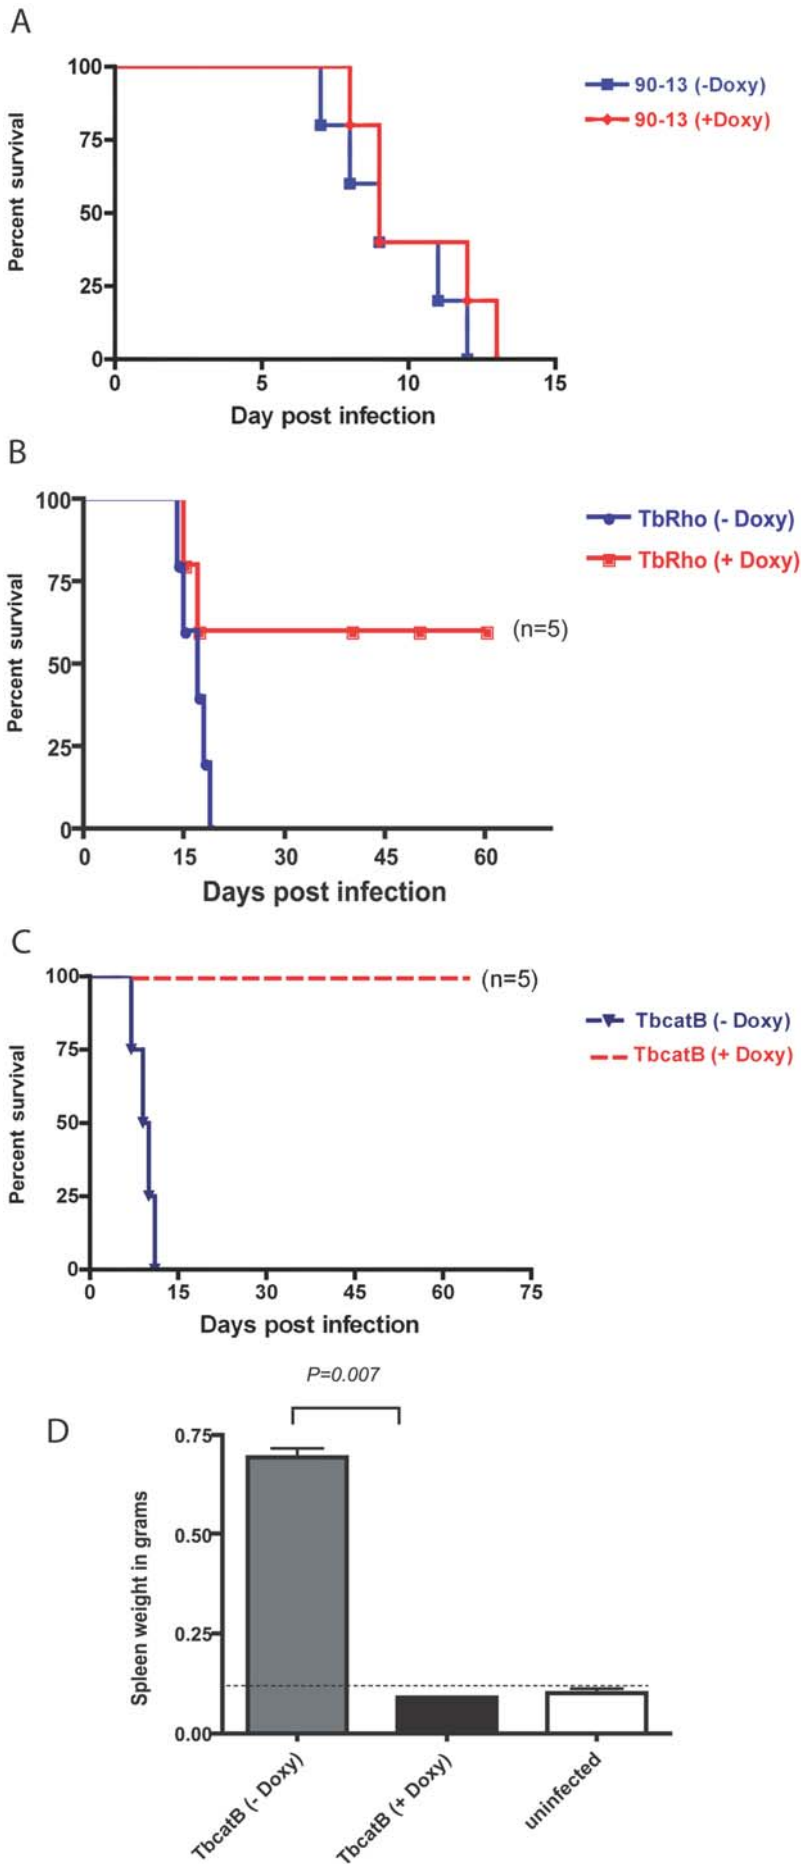 A
Percent survival
100
75
50
25
0
0 5 10 15
Day post infection
90-13 (-Doxy)
90-13 (+Doxy)
B
Percent survival
100
75
50
25
0
0 15 30 45 60
Days post infection
TbRho (- Doxy)
TbRho (+ Doxy)
(n=5)
C
Percent survival
100
75
50
25
0
0 15 30 45 60 75
Days post infection
(n=5)
TbcatB (- Doxy)
TbcatB (+ Doxy)
P=0.007
D
Spleen weight in grams
0.75
0.50
0.25
0.00
TbcatB (- Doxy)
TbcatB (+ Doxy)
uninfected